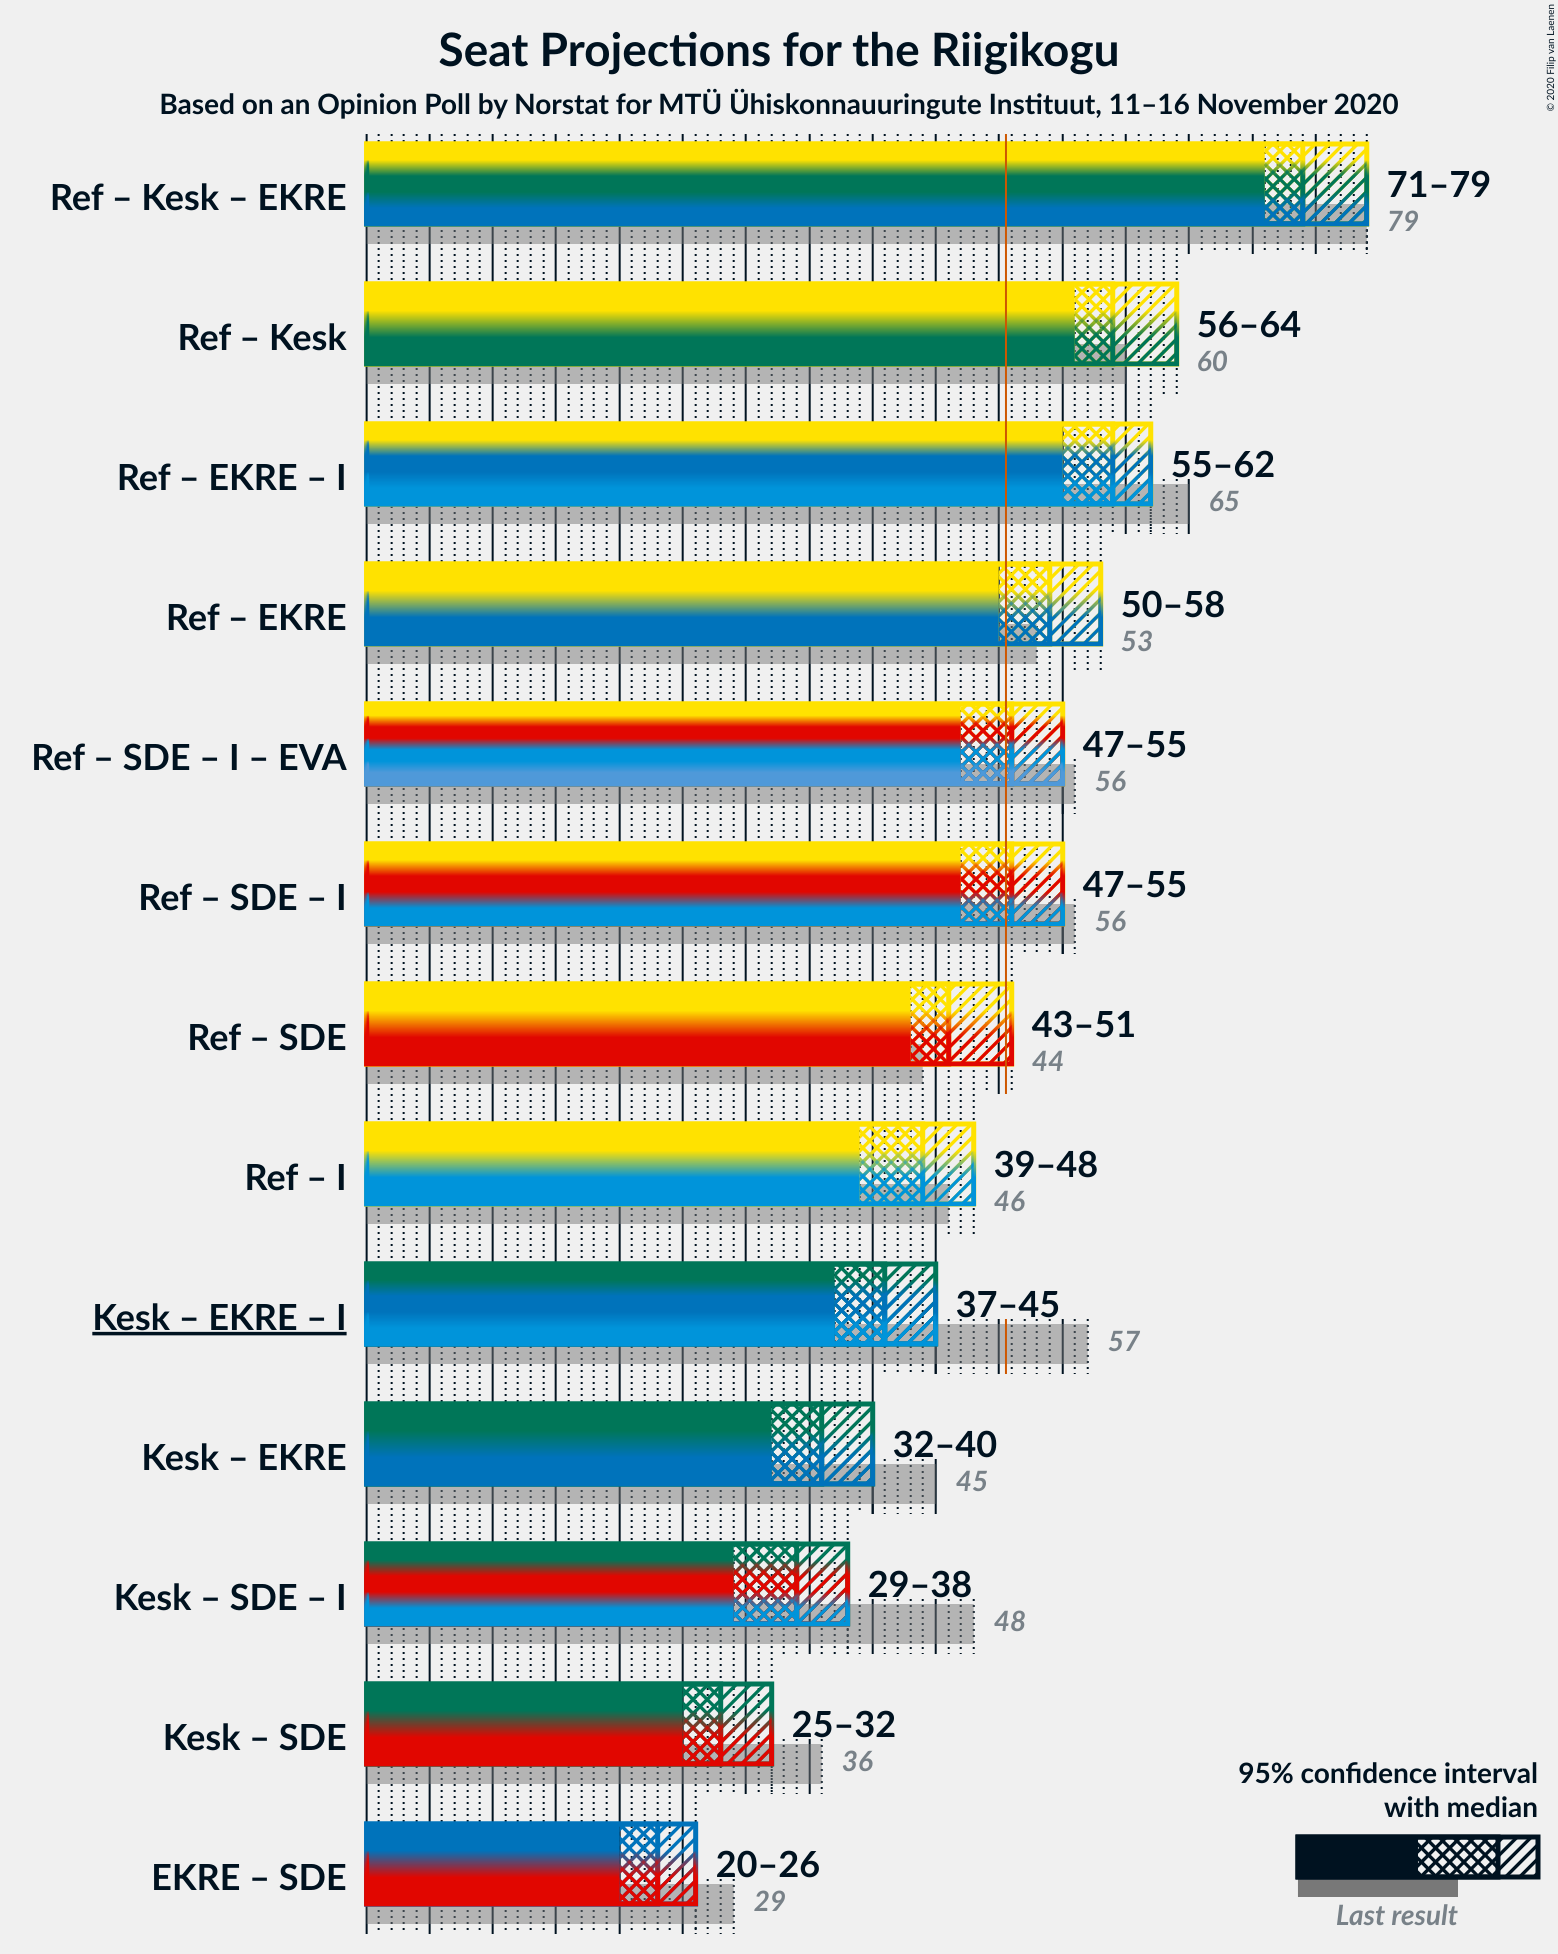 Seat Projections for the Riigikogu
Based on an Opinion Poll by Norstat for MTÜ Ühiskonnauuringute Instituut, 11–16 November 2020
© 2020 Filip van Laenen
Ref – Kesk – EKRE
71–79
79
Ref – Kesk
56–64
60
Ref – EKRE – I
55–62
65
Ref – EKRE
50–58
53
Ref – SDE – I – EVA
47–55
56
Ref – SDE – I
47–55
56
Ref – SDE
43–51
44
Ref – I
39–48
46
Kesk – EKRE – I
37–45
57
Kesk – EKRE
32–40
45
Kesk – SDE – I
29–38
48
Kesk – SDE
25–32
36
EKRE – SDE
20–26
29
95% confidence interval
with median
Last result